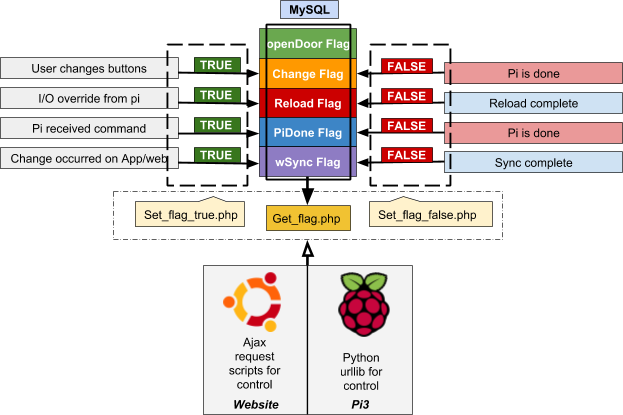 MySQL
openDoor Flag
User changes buttons TRUE Change Flag FALSE Pi is done
I/O override from pi TRUE Reload Flag FALSE Reload complete
Pi received command TRUE PiDone Flag FALSE Pi is done
Change occurred on App/web TRUE wSync Flag FALSE Sync complete
Set_flag_true.php Get_flag.php Set_flag_false.php
Ajax
request
scripts for
control
Website
Python
urllib for
control
Pi3